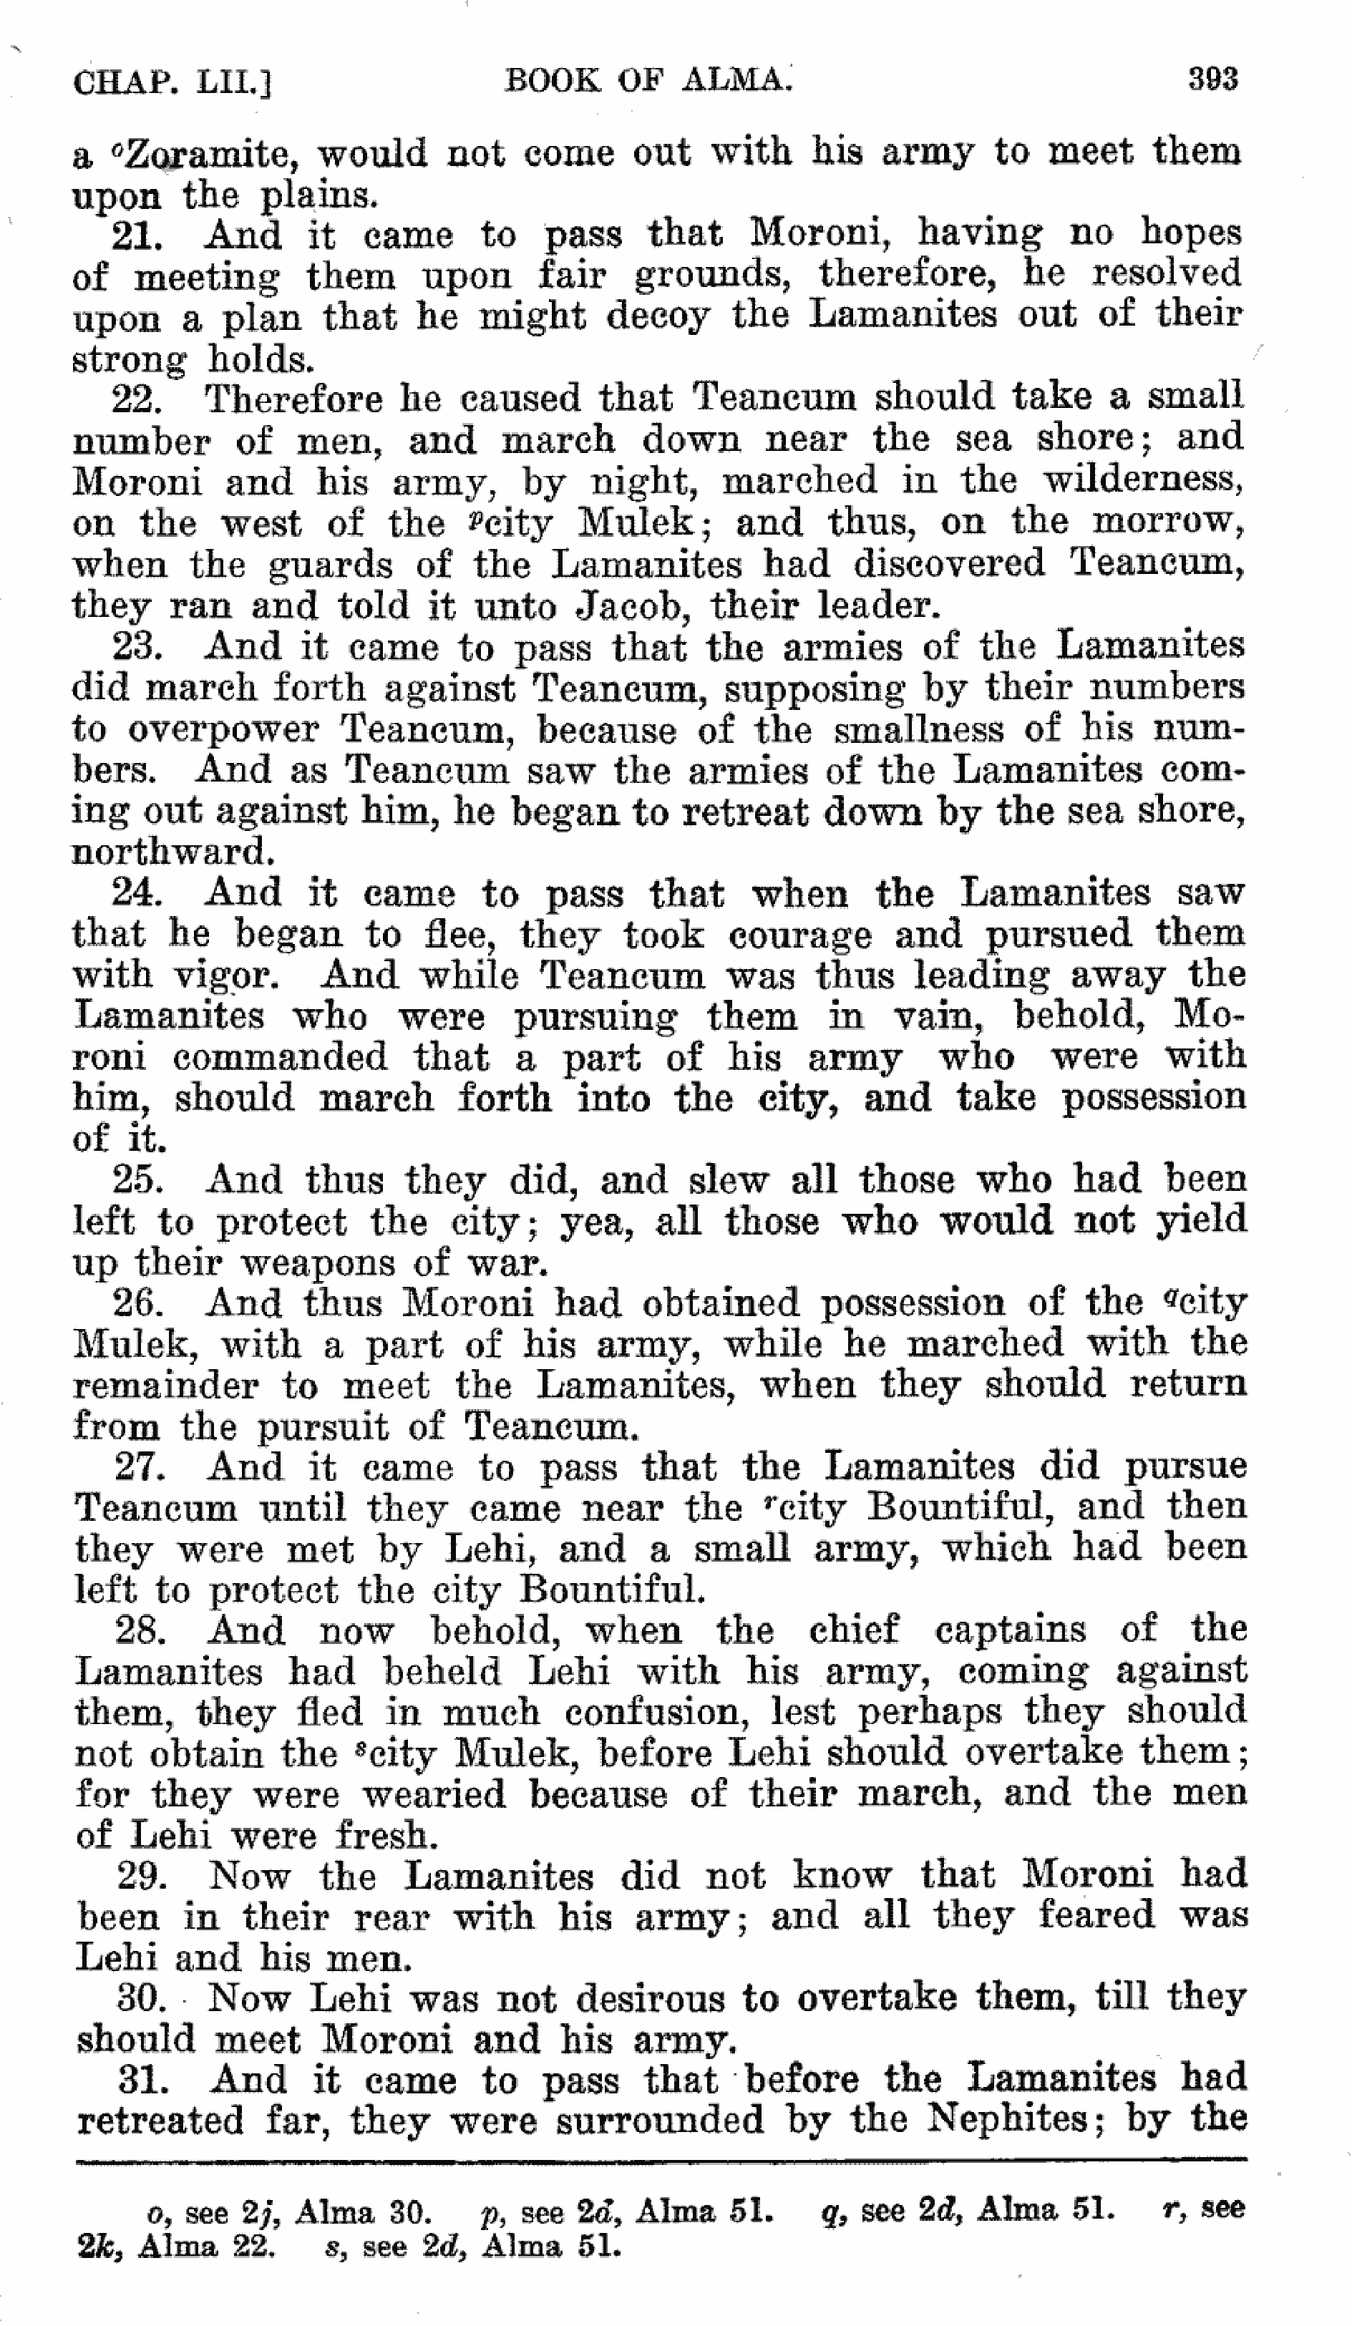 CHAP. LII.] BOOK OF ALMA. 393
a oZoramite, would not come out with his army to meet them
upon the plains.
21. And it came to pass that Moroni, having no hopes
of meeting them upon fair grounds, therefore, he resolved
upon a plan that he might decoy the Lamanites out of their
strong holds.
22. Therefore he caused that Teancum should take a small
number of men, and march down near the sea shore; and
Moroni and his army, by night, marched in the wilderness,
on the west of the pcity Mulek; and thus, on the morrow,
when the guards of the Lamanites had discovered Teancum,
they ran and told it unto Jacob, their leader.
23. And it came to pass that the armies of the Lamanites
did march forth against Teancum, supposing by their numbers
to overpower Teancum, because of the smallness of his num-
bers. And as Teancum saw the armies of the Lamanites com-
ing out against him, he began to retreat down by the sea shore,
northward.
24. And it came to pass that when the Lamanites saw
that he began to flee, they took courage and pursued them
with vigor. And while Teancum was thus leading away the
Lamanites who were pursuing them in vain, behold, Mo-
roni commanded that a part of his army who were with
him, should march forth into the city, and take possession
of it.
25. And thus they did, and slew all those who had been
left to protect the city; yea, all those who would not yield
up their weapons of war.
26. And thus Moroni had obtained possession of the qcity
Mulek, with a part of his army, while he marched with the
remainder to meet the Lamanites, when they should return
from the pursuit of Teancum.
27. And it came to pass that the Lamanites did pursue
Teancum until they came near the rcity Bountiful, and then
they were met by Lehi, and a small army, which had been
left to protect the city Bountiful.
28. And now behold, when the chief captains of the
Lamanites had beheld Lehi with his army, coming against
them, they fled in much confusion, lest perhaps they should
not obtain the scity Mulek, before Lehi should overtake them;
for they were wearied because of their march, and the men
of Lehi were fresh.
29. Now the Lamanites did not know that Moroni had
been in their rear with his army; and all they feared was
Lehi and his men.
30. Now Lehi was not desirous to overtake them, till they
should meet Moroni and his army.
31. And it came to pass that before the Lamanites had
retreated far, they were surrounded by the Nephites; by the
o, see 2j, Alma 30. p, see 2d, Alma 51. q, see 2d, Alma 51. r, see
2k, Alma 22. s, see 2d, Alma 51.